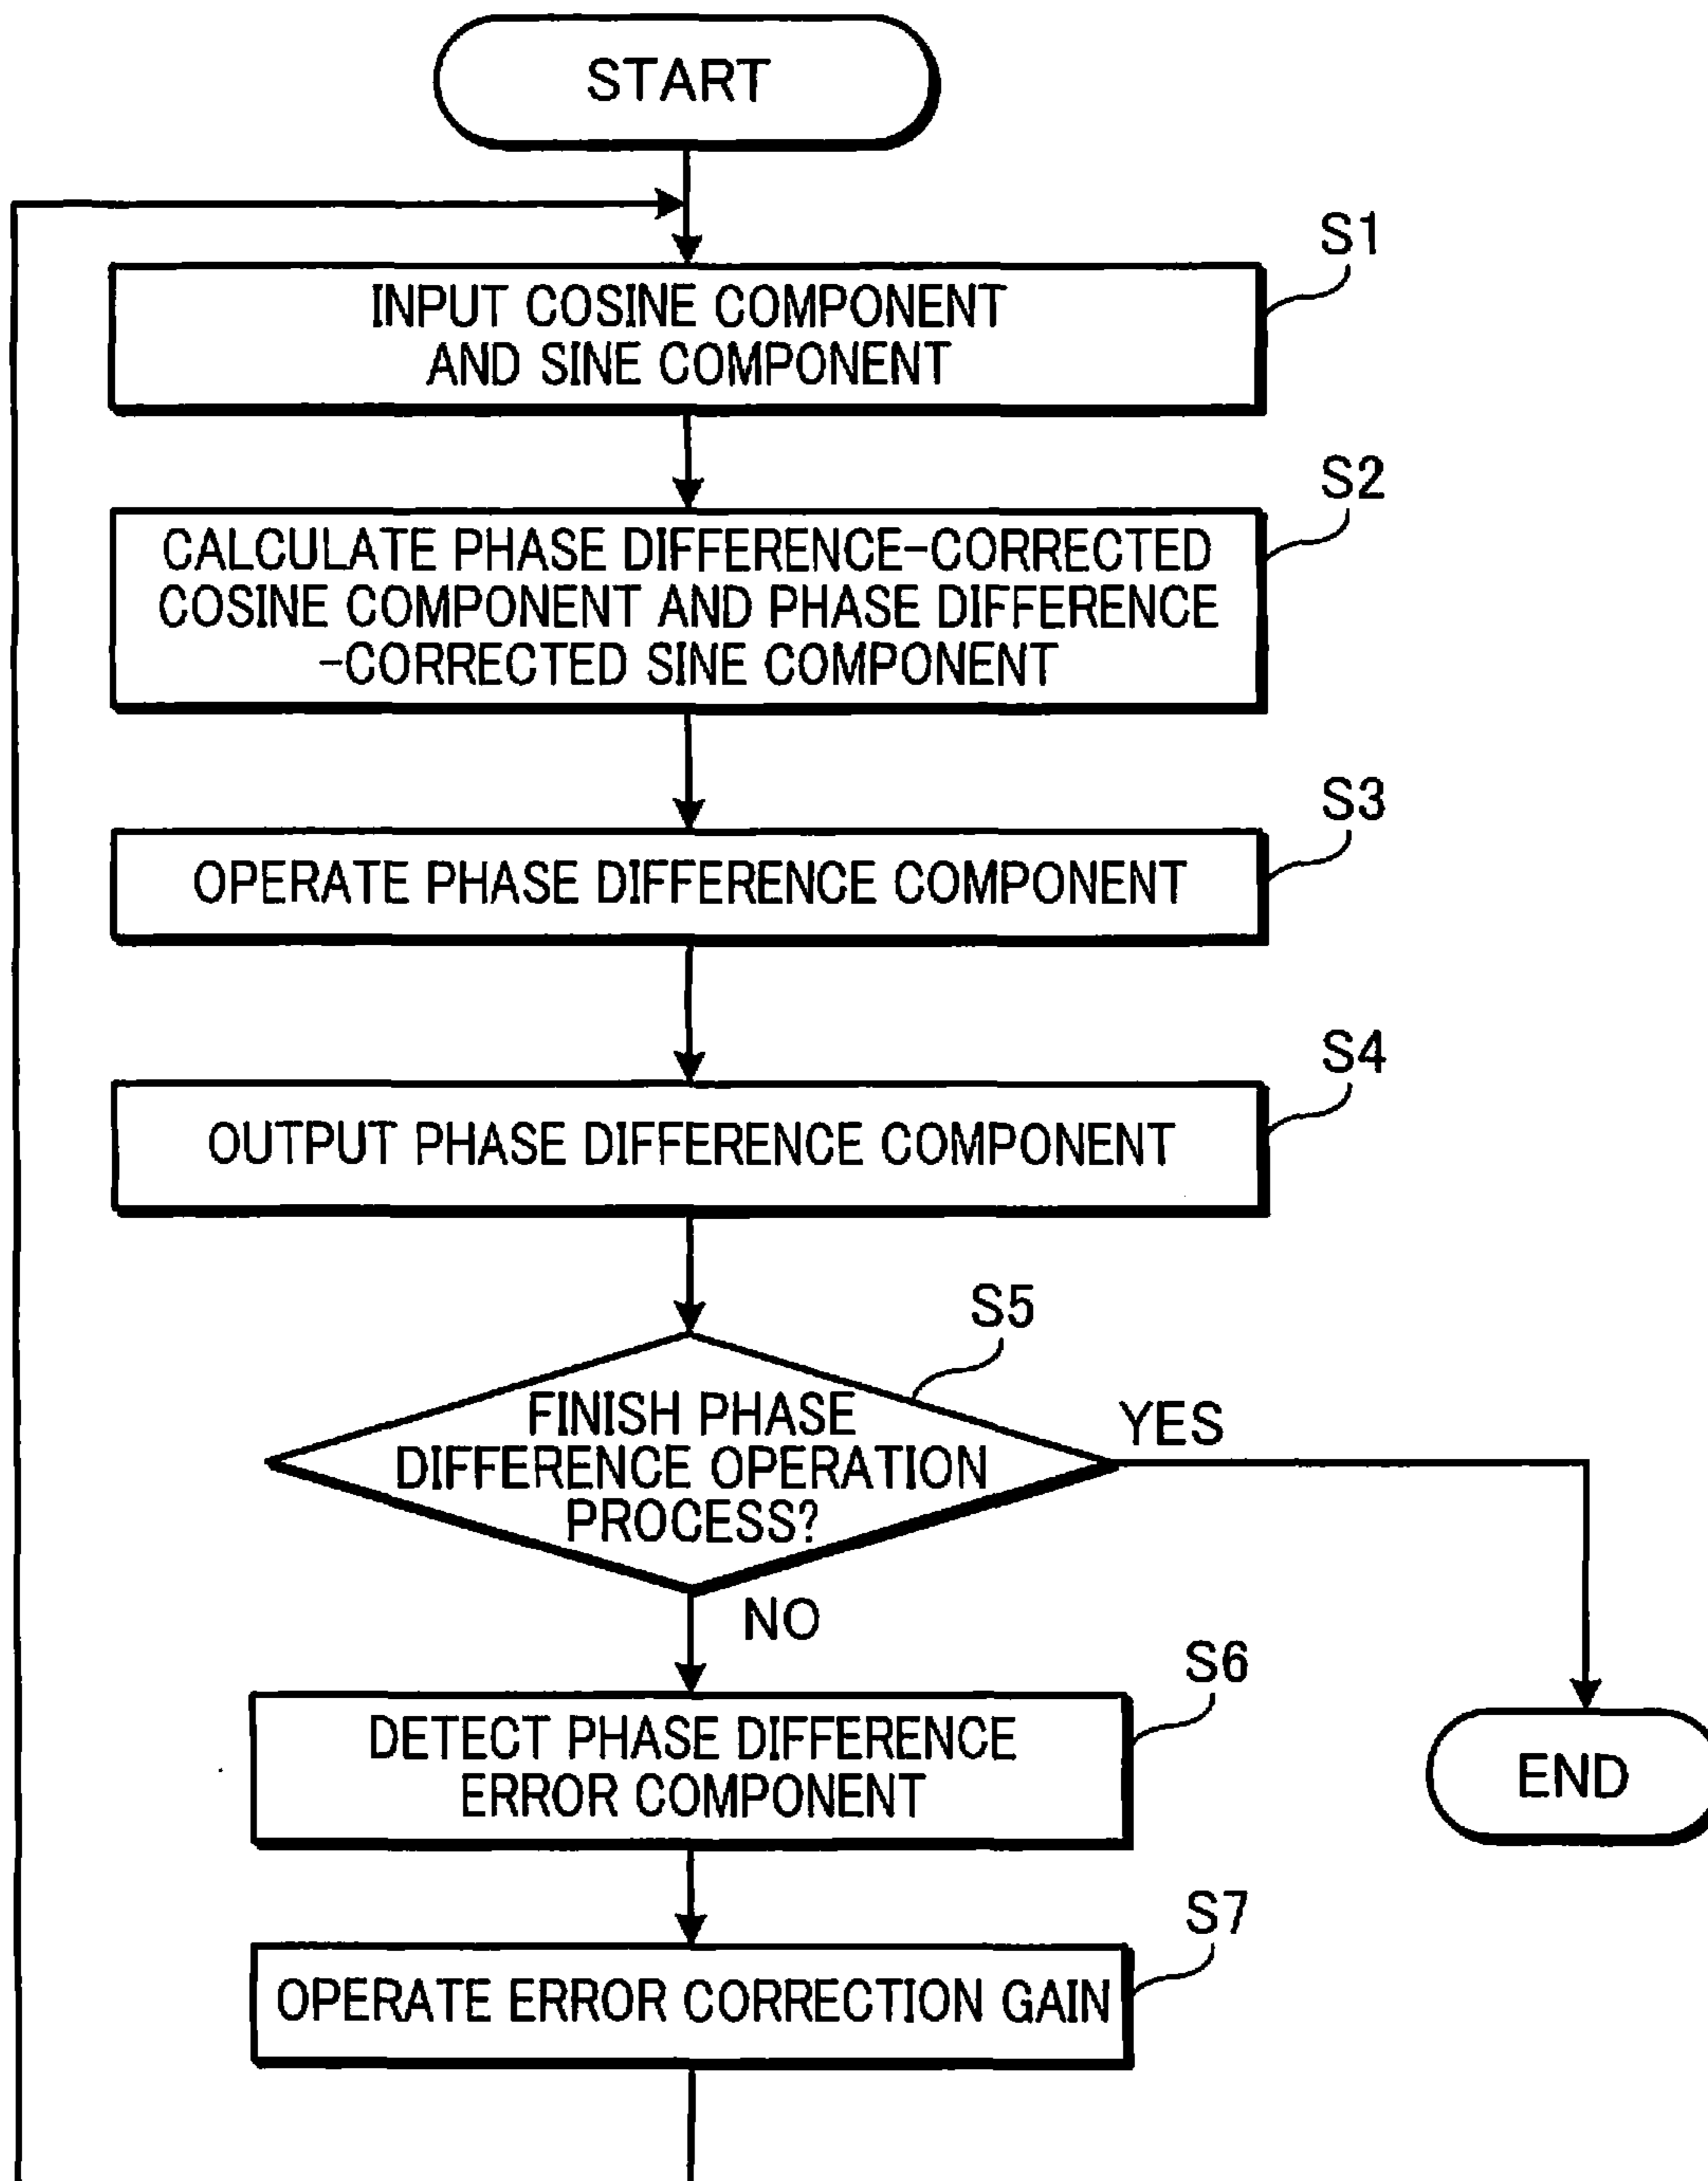 START
S1
INPUT COSINE COMPONENT
AND SINE COMPONENT
S2
CALCULATE PHASE DIFFERENCE-CORRECTED
COSINE COMPONENT AND PHASE DIFFERENCE
-CORRECTED SINE COMPONENT
S3
OPERATE PHASE DIFFERENCE COMPONENT
S4
OUTPUT PHASE DIFFERENCE COMPONENT
S5
FINISH PHASE
DIFFERENCE OPERATION
PROCESS?
YES
NO
S6
DETECT PHASE DIFFERENCE
ERROR COMPONENT
END
S7
OPERATE ERROR CORRECTION GAIN